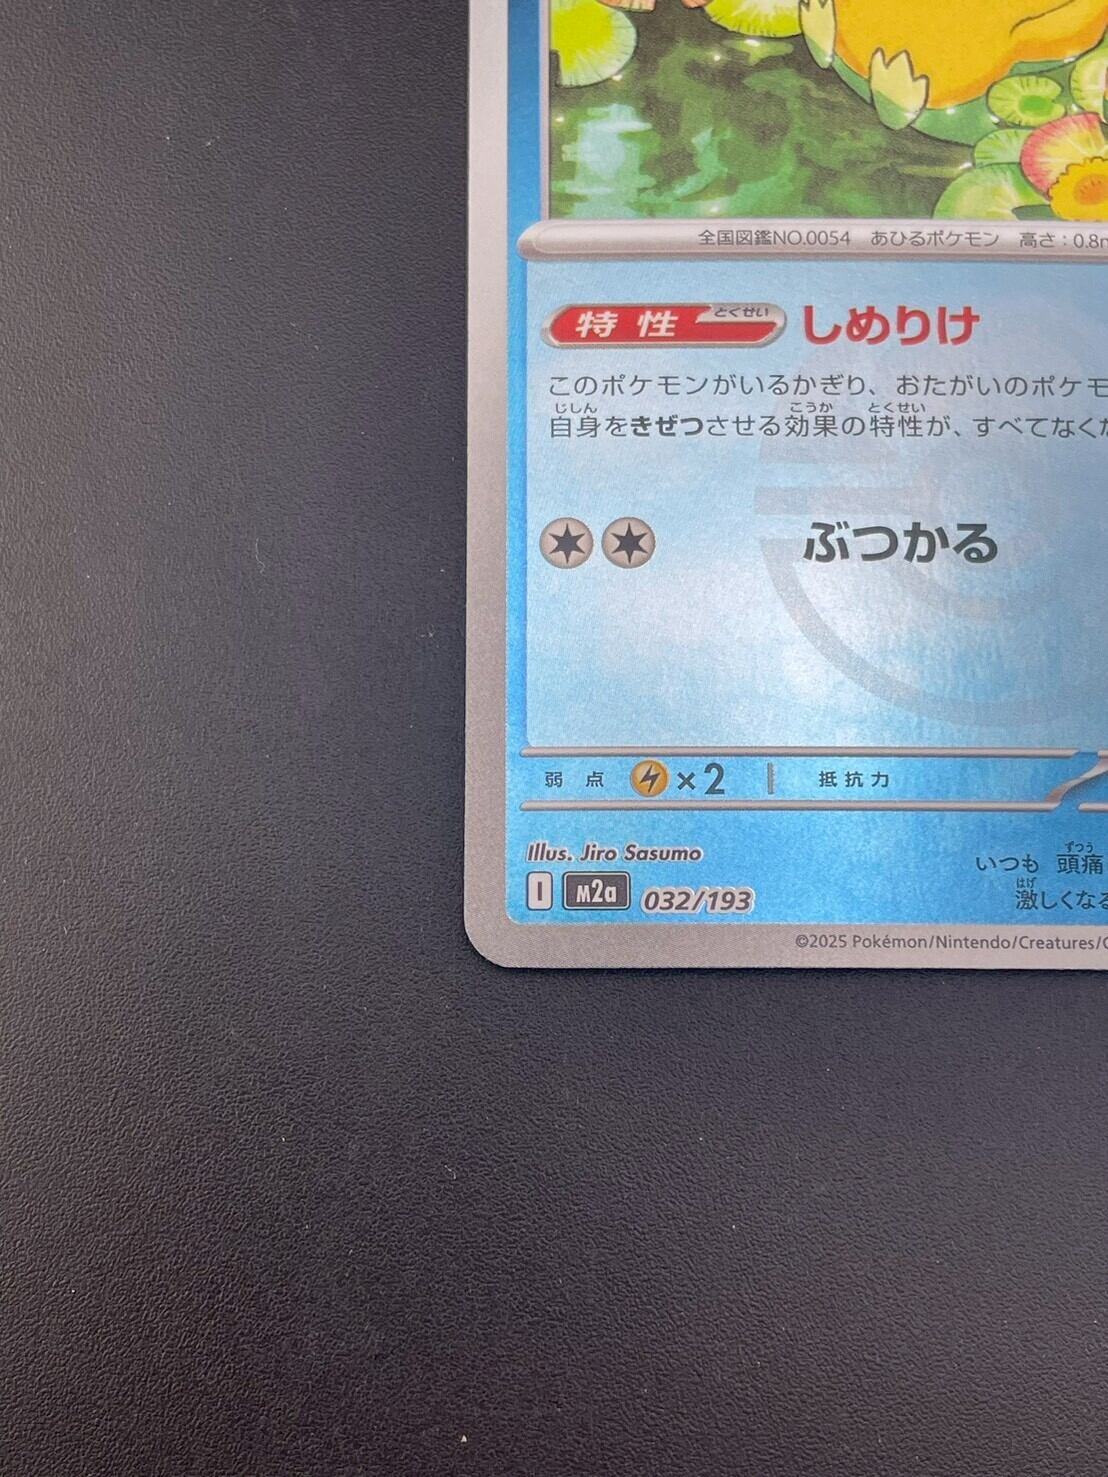 全国図鑑NO.0054 あひるポケモン 高さ：0.8m
特性 とくせい しめりけ
このポケモンがいるかぎり、おたがいのポケモ
じしん こうか とくせい
自身をきぜつさせる効果の特性が、すべてなくな
ぶつかる
弱点 ×2 抵抗力
Illus. Jiro Sasumo
I M2a 032/193
ずつう
いつも 頭痛
はげ
激しくなる
©2025 Pokémon/Nintendo/Creatures/